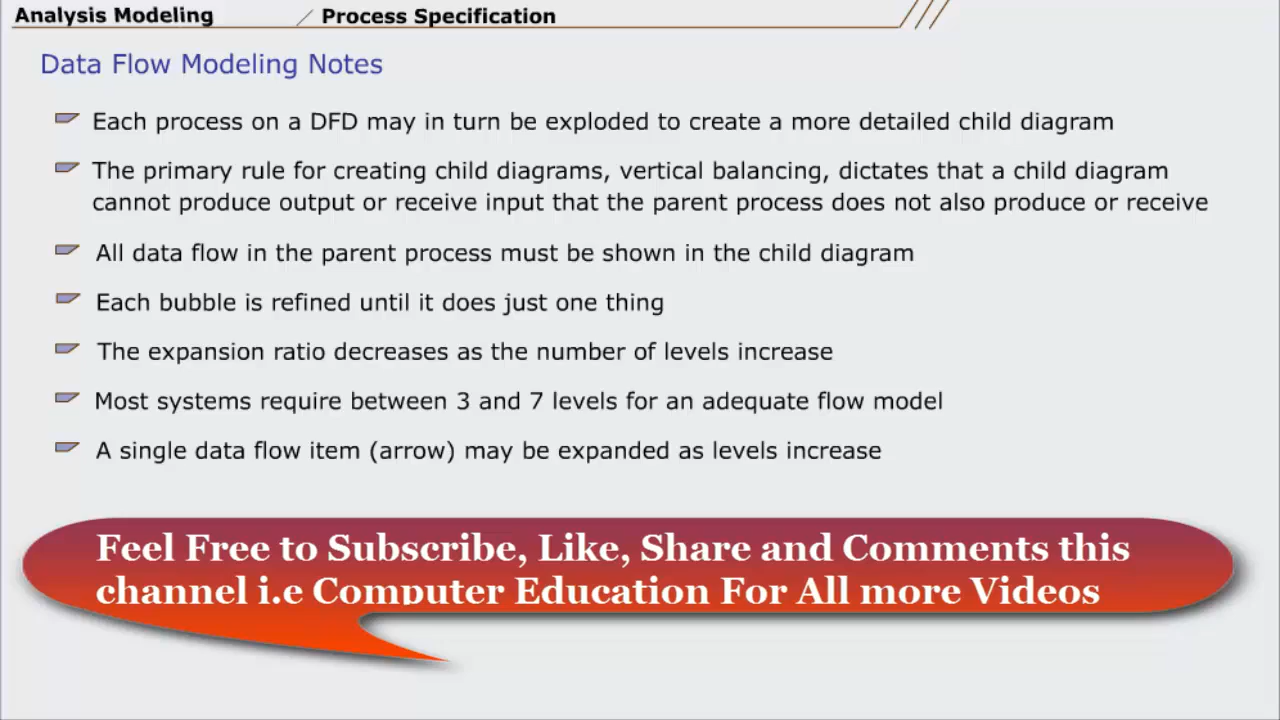 Analysis Modeling / Process Specification
Data Flow Modeling Notes
Each process on a DFD may in turn be exploded to create a more detailed child diagram
The primary rule for creating child diagrams, vertical balancing, dictates that a child diagram
cannot produce output or receive input that the parent process does not also produce or receive
All data flow in the parent process must be shown in the child diagram
Each bubble is refined until it does just one thing
The expansion ratio decreases as the number of levels increase
Most systems require between 3 and 7 levels for an adequate flow model
A single data flow item (arrow) may be expanded as levels increase
Feel Free to Subscribe, Like, Share and Comments this
channel i.e Computer Education For All more Videos